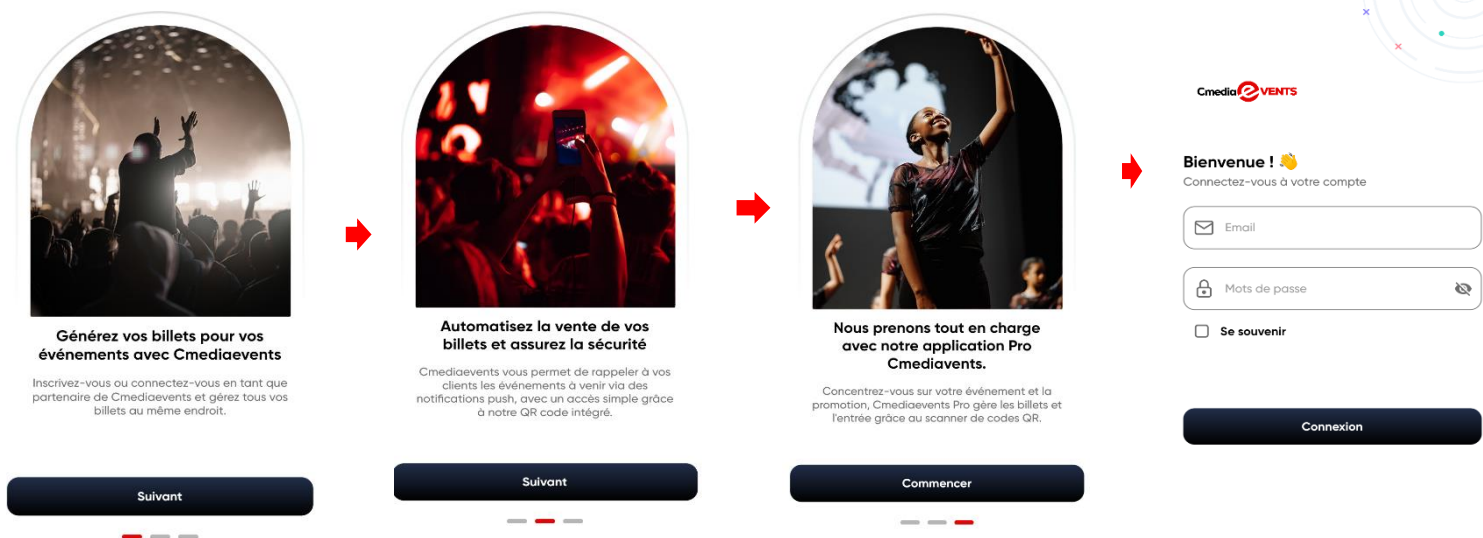 Générez vos billets pour vos
événements avec Cmediaevents
Inscrivez-vous ou connectez-vous en tant que
partenaire de Cmediaevents et gérez tous vos
billets au même endroit.
Suivant
Automatisez la vente de vos
billets et assurez la sécurité
Cmediaevents vous permet de rappeler à vos
clients les événements à venir via des
notifications push, avec un accès simple grâce
à notre QR code intégré.
Suivant
Nous prenons tout en charge
avec notre application Pro
Cmediavents.
Concentrez-vous sur votre événement et la
promotion, Cmediaevents Pro gère les billets et
l'entrée grâce au scanner de codes QR.
Commencer
Cmedia eVENTS
Bienvenue ! 👋
Connectez-vous à votre compte
Email
Mots de passe
Se souvenir
Connexion